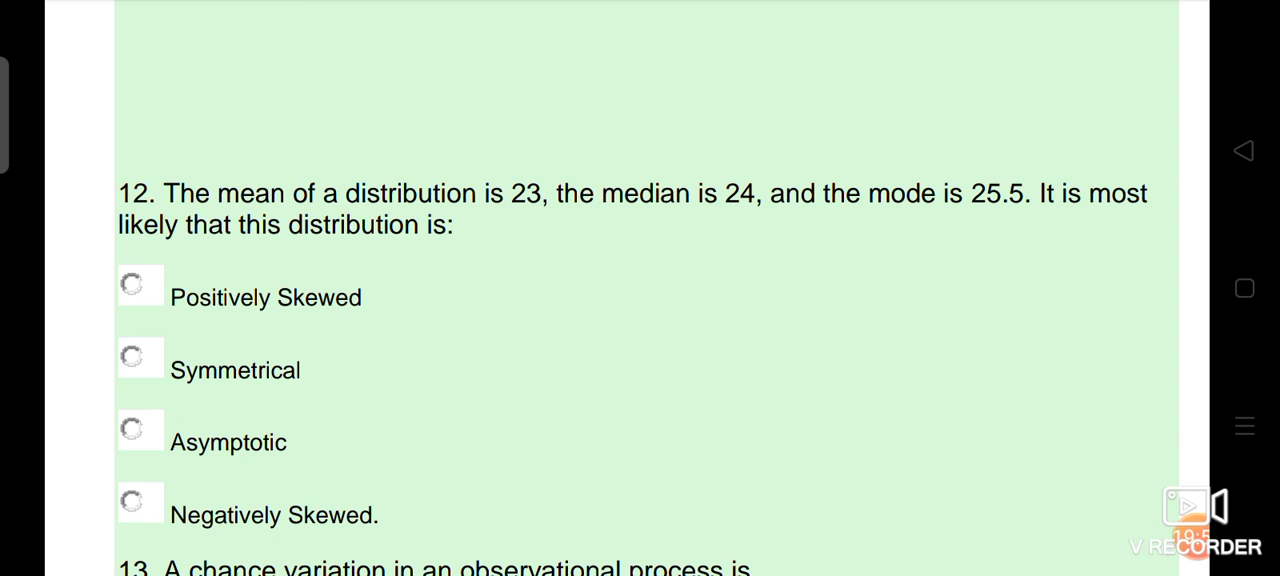 12. The mean of a distribution is 23, the median is 24, and the mode is 25.5. It is most
likely that this distribution is:
Positively Skewed
Symmetrical
Asymptotic
Negatively Skewed.
13. A chance variation in an observational process is
V RECORDER